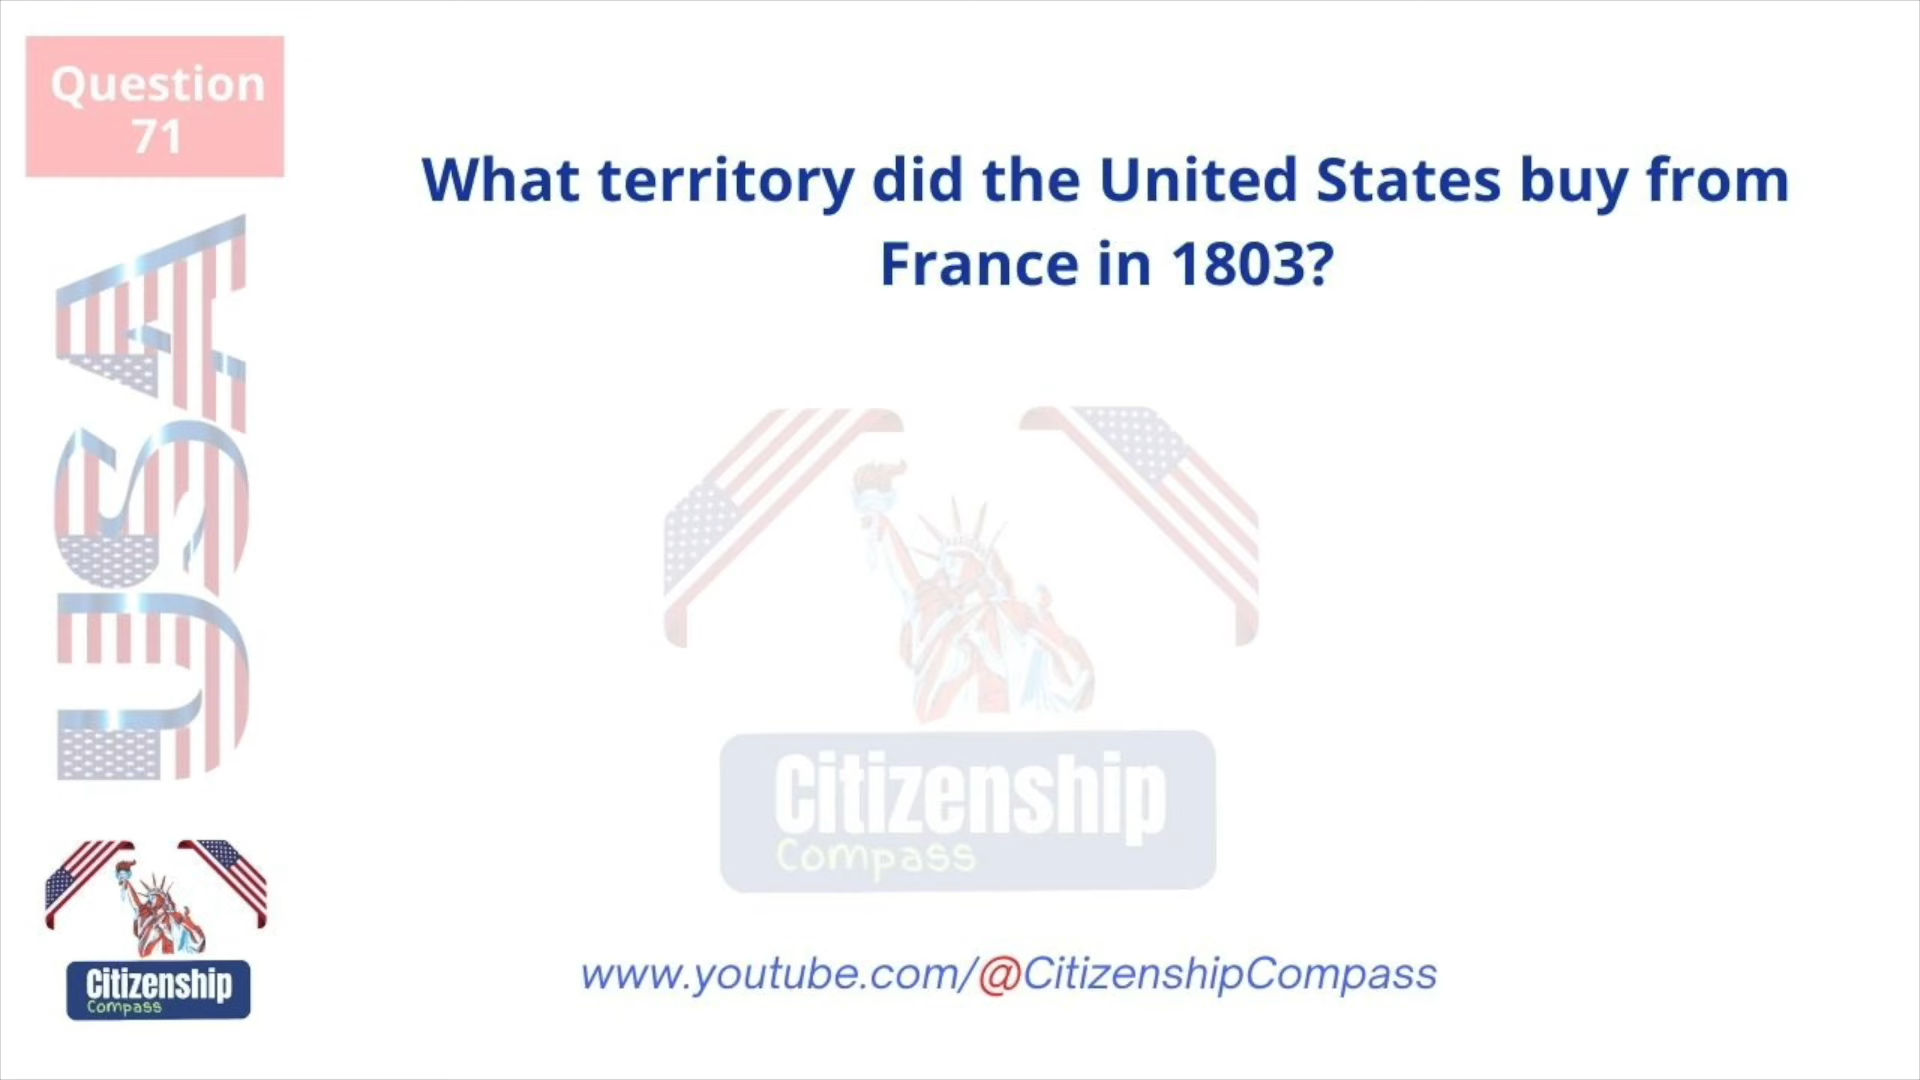 Question
71
What territory did the United States buy from
France in 1803?
USA
Citizenship
Compass
Citizenship
Compass
www.youtube.com/@CitizenshipCompass